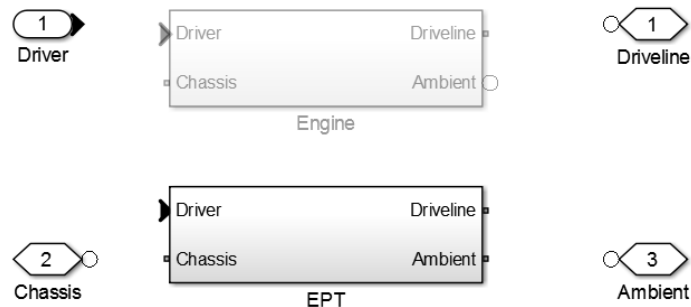 1
Driver
Driver Driveline
Chassis Ambient
Engine
1
Driveline
2
Chassis
Driver Driveline
Chassis Ambient
EPT
3
Ambient